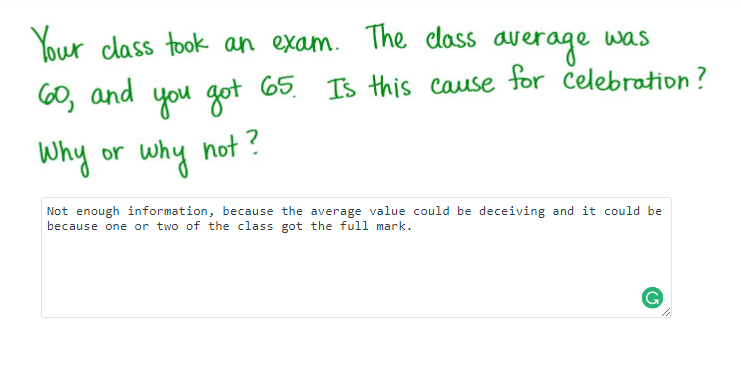 Your class took an exam. The class average was
60, and you got 65. Is this cause for celebration?
Why or why not?
Not enough information, because the average value could be deceiving and it could be
because one or two of the class got the full mark.